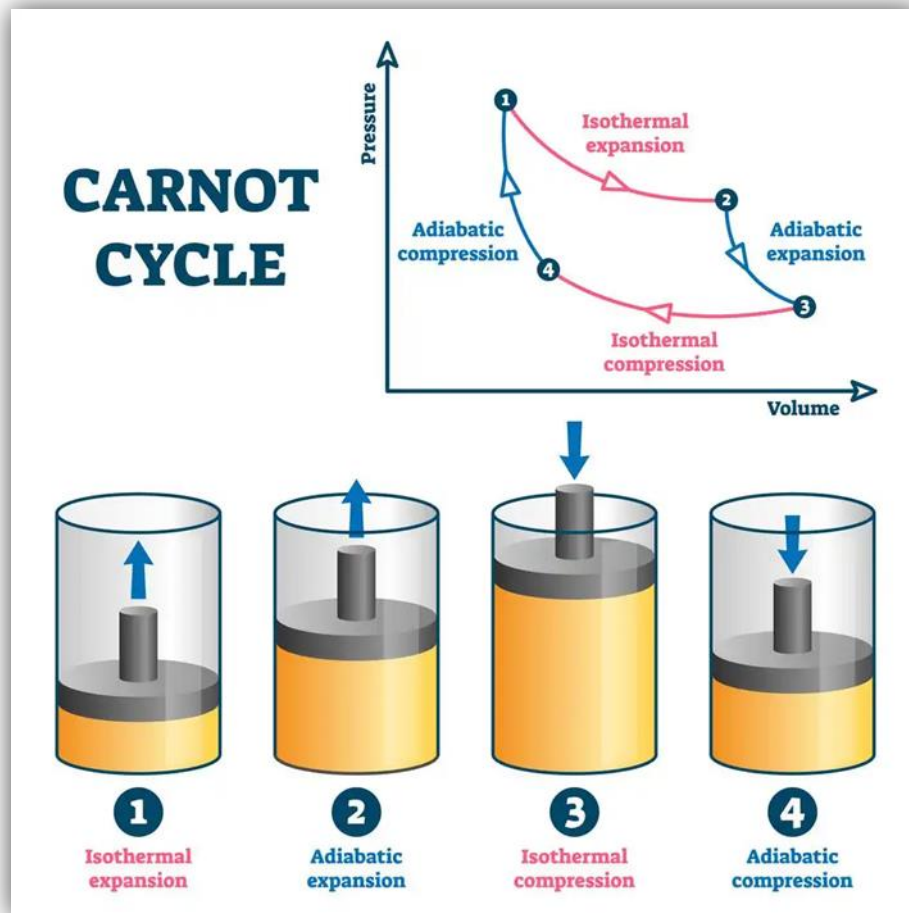 CARNOT
CYCLE
Pressure
1
Isothermal
expansion
2
Adiabatic
compression
Adiabatic
expansion
4
3
Isothermal
compression
Volume
1
Isothermal
expansion
2
Adiabatic
expansion
3
Isothermal
compression
4
Adiabatic
compression